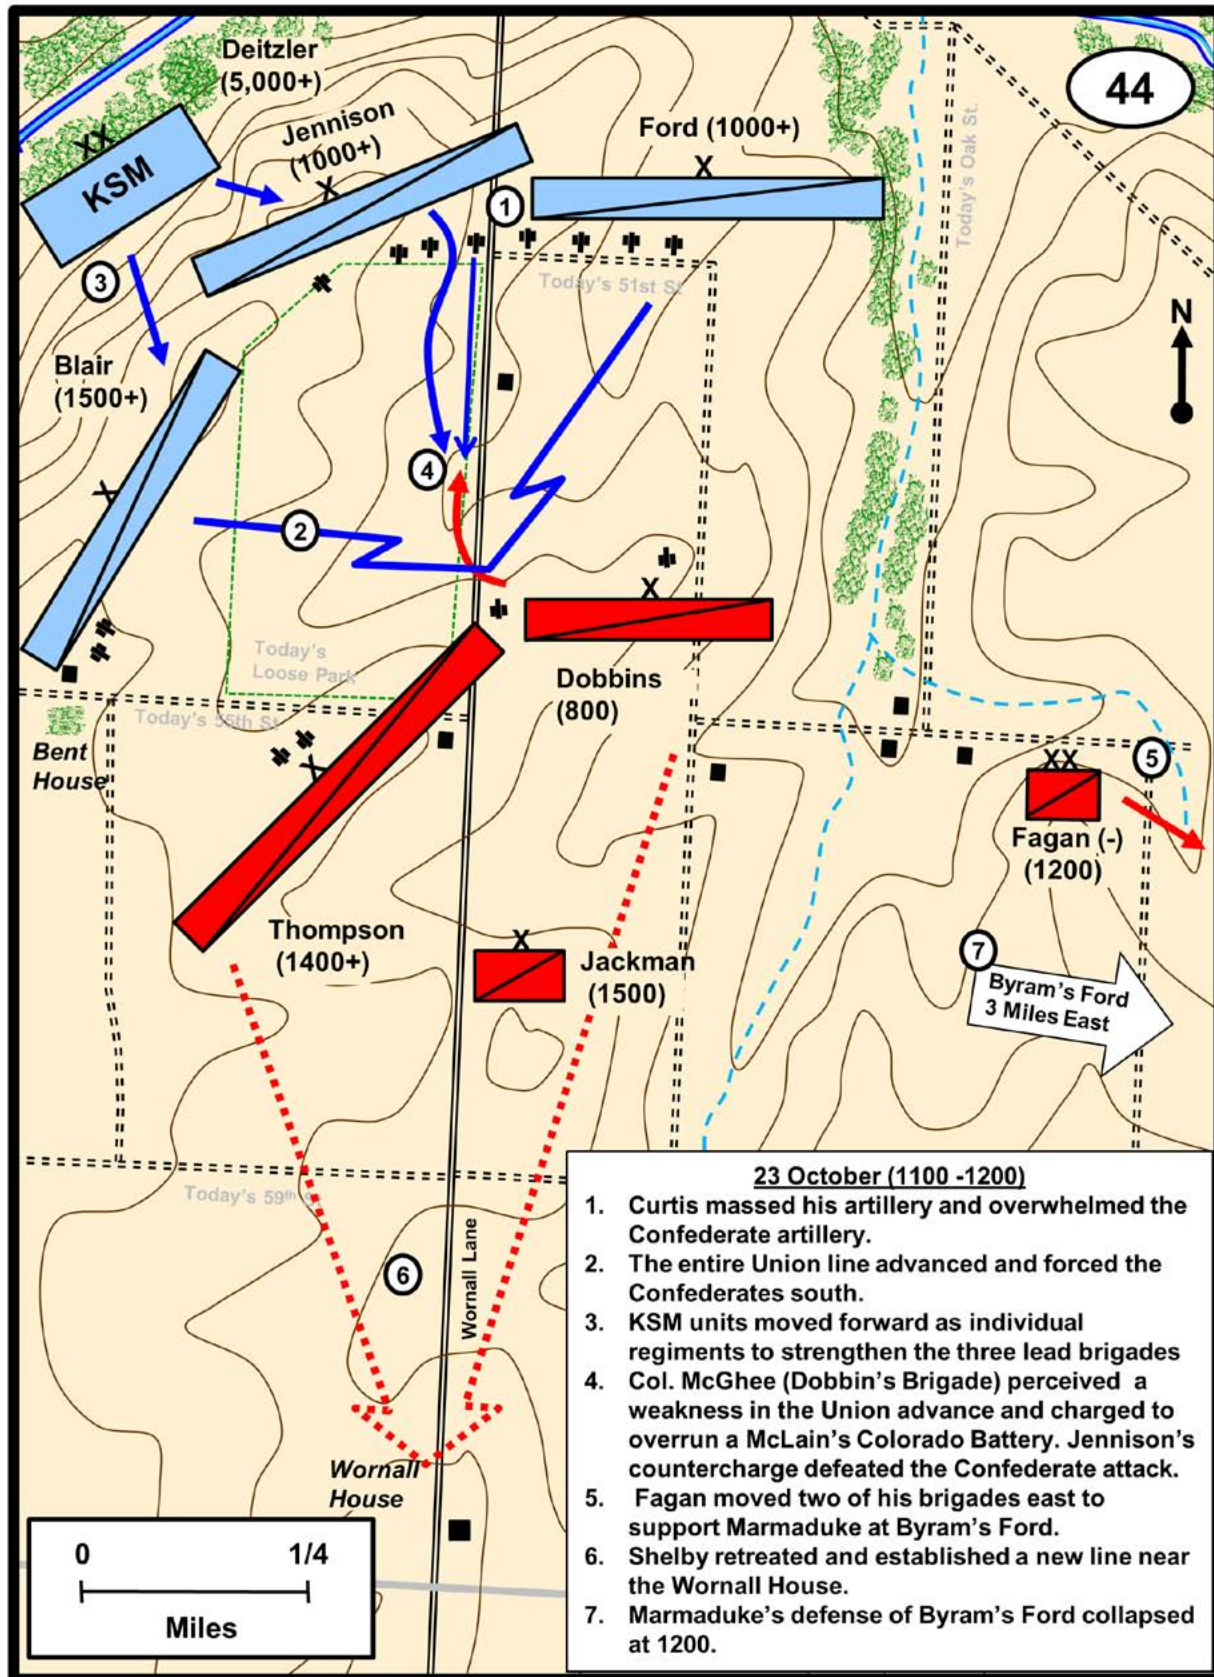 44
Deitzler
(5,000+)
XX
KSM
Jennison
(1000+)
X
Ford (1000+)
X
1
Today's Oak St.
Today's 51st St
3
N
Blair
(1500+)
X
4
2
X
Today's
Loose Park
Dobbins
(800)
Today's 55th St
Bent
House
X
5
XX
Fagan (-)
(1200)
Thompson
(1400+)
X
Jackman
(1500)
7
Byram's Ford
3 Miles East
Today's 59th St
6
Wornall Lane
Wornall
House
0 1/4
Miles
23 October (1100 -1200)
1. Curtis massed his artillery and overwhelmed the
Confederate artillery.
2. The entire Union line advanced and forced the
Confederates south.
3. KSM units moved forward as individual
regiments to strengthen the three lead brigades
4. Col. McGhee (Dobbin's Brigade) perceived a
weakness in the Union advance and charged to
overrun a McLain's Colorado Battery. Jennison's
countercharge defeated the Confederate attack.
5. Fagan moved two of his brigades east to
support Marmaduke at Byram's Ford.
6. Shelby retreated and established a new line near
the Wornall House.
7. Marmaduke's defense of Byram's Ford collapsed
at 1200.